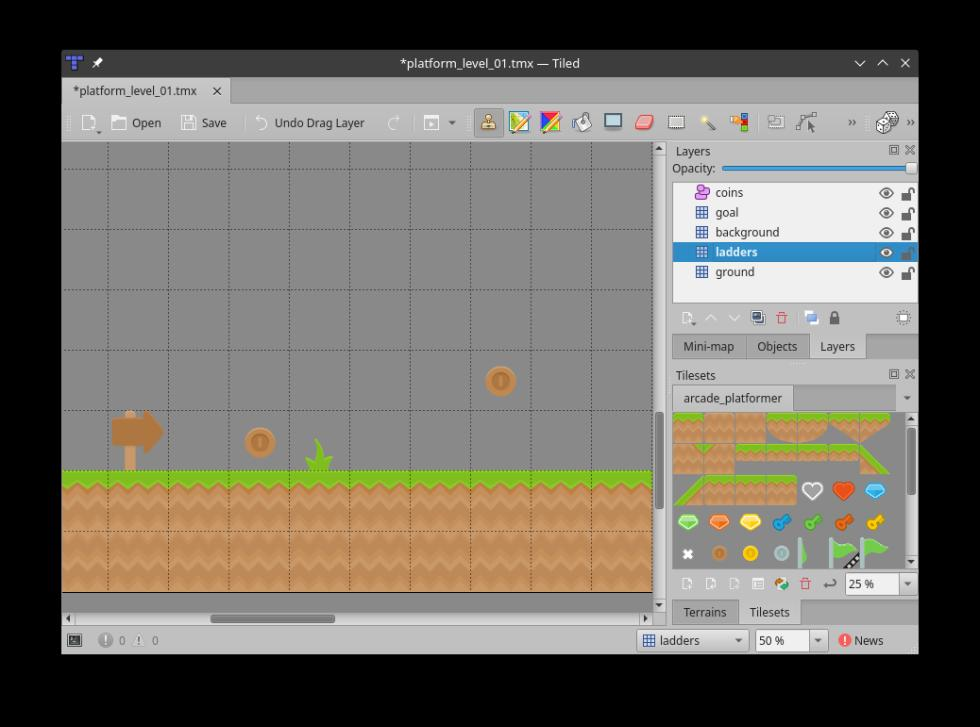 *platform_level_01.tmx — Tiled
*platform_level_01.tmx
Open
Save
Undo Drag Layer
Layers
Opacity:
coins
goal
background
ladders
ground
Mini-map
Objects
Layers
Tilesets
arcade_platformer
25 %
Terrains
Tilesets
0
0
ladders
50 %
News